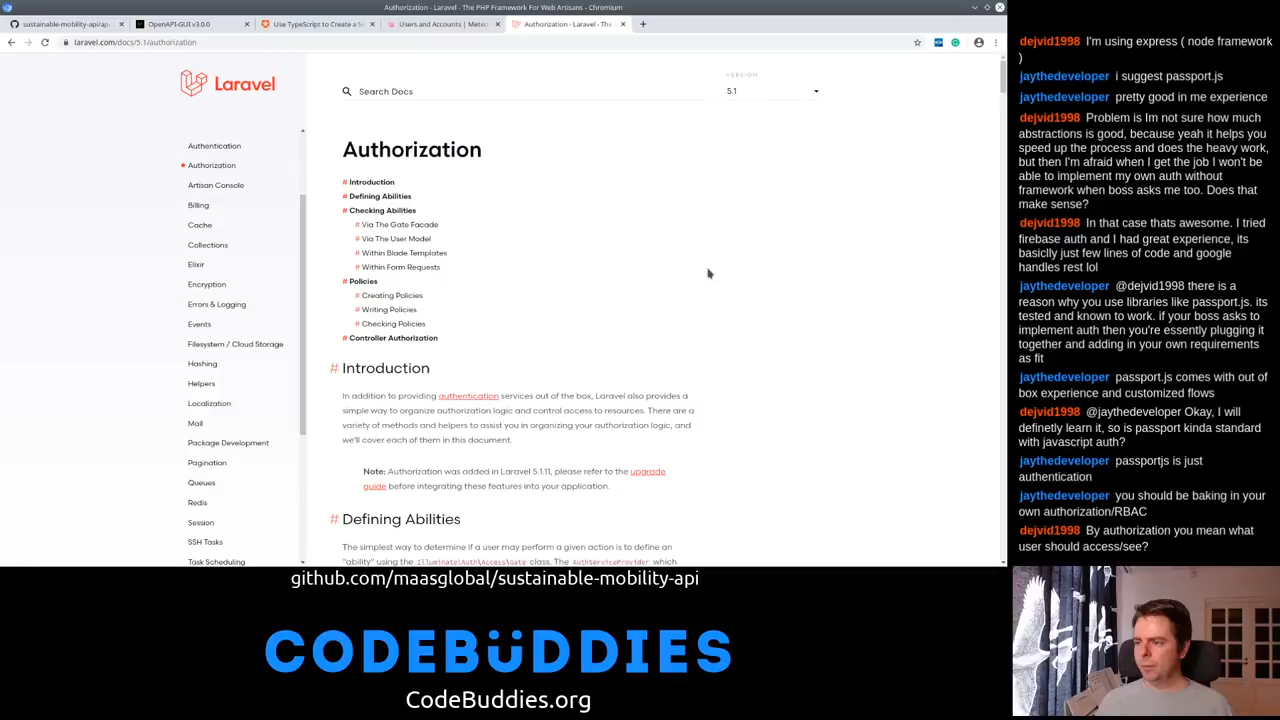 Authorization - Laravel - The PHP Framework For Web Artisans - Chromium
sustainable-mobility-api/ap
OpenAPI-GUI v3.0.0
Use TypeScript to Create a Se
Users and Accounts | Meteo
Authorization - Laravel - The
laravel.com/docs/5.1/authorization
Laravel
Search Docs
VERSION
5.1
Authentication
Authorization
Artisan Console
Billing
Cache
Collections
Elixir
Encryption
Errors & Logging
Events
Filesystem / Cloud Storage
Hashing
Helpers
Localization
Mail
Package Development
Pagination
Queues
Redis
Session
SSH Tasks
Task Scheduling
Authorization
# Introduction
# Defining Abilities
# Checking Abilities
# Via The Gate Facade
# Via The User Model
# Within Blade Templates
# Within Form Requests
# Policies
# Creating Policies
# Writing Policies
# Checking Policies
# Controller Authorization
# Introduction
In addition to providing authentication services out of the box, Laravel also provides a
simple way to organize authorization logic and control access to resources. There are a
variety of methods and helpers to assist you in organizing your authorization logic, and
we'll cover each of them in this document.
Note: Authorization was added in Laravel 5.1.11, please refer to the upgrade
guide before integrating these features into your application.
# Defining Abilities
The simplest way to determine if a user may perform a given action is to define an
"ability" using the Illuminate\Auth\Access\Gate class. The AuthServiceProvider which
dejvid1998 I'm using express ( node framework
)
jaythedeveloper i suggest passport.js
jaythedeveloper pretty good in me experience
dejvid1998 Problem is Im not sure how much
abstractions is good, because yeah it helps you
speed up the process and does the heavy work,
but then I'm afraid when I get the job I won't be
able to implement my own auth without
framework when boss asks me too. Does that
make sense?
dejvid1998 In that case thats awesome. I tried
firebase auth and I had great experience, its
basiclly just few lines of code and google
handles rest lol
jaythedeveloper @dejvid1998 there is a
reason why you use libraries like passport.js. its
tested and known to work. if your boss asks to
implement auth then you're essently plugging it
together and adding in your own requirements
as fit
jaythedeveloper passport.js comes with out of
box experience and customized flows
dejvid1998 @jaythedeveloper Okay, I will
definetly learn it, so is passport kinda standard
with javascript auth?
jaythedeveloper passportjs is just
authentication
jaythedeveloper you should be baking in your
own authorization/RBAC
dejvid1998 By authorization you mean what
user should access/see?
github.com/maasglobal/sustainable-mobility-api
CODEBüDDIES
CodeBuddies.org